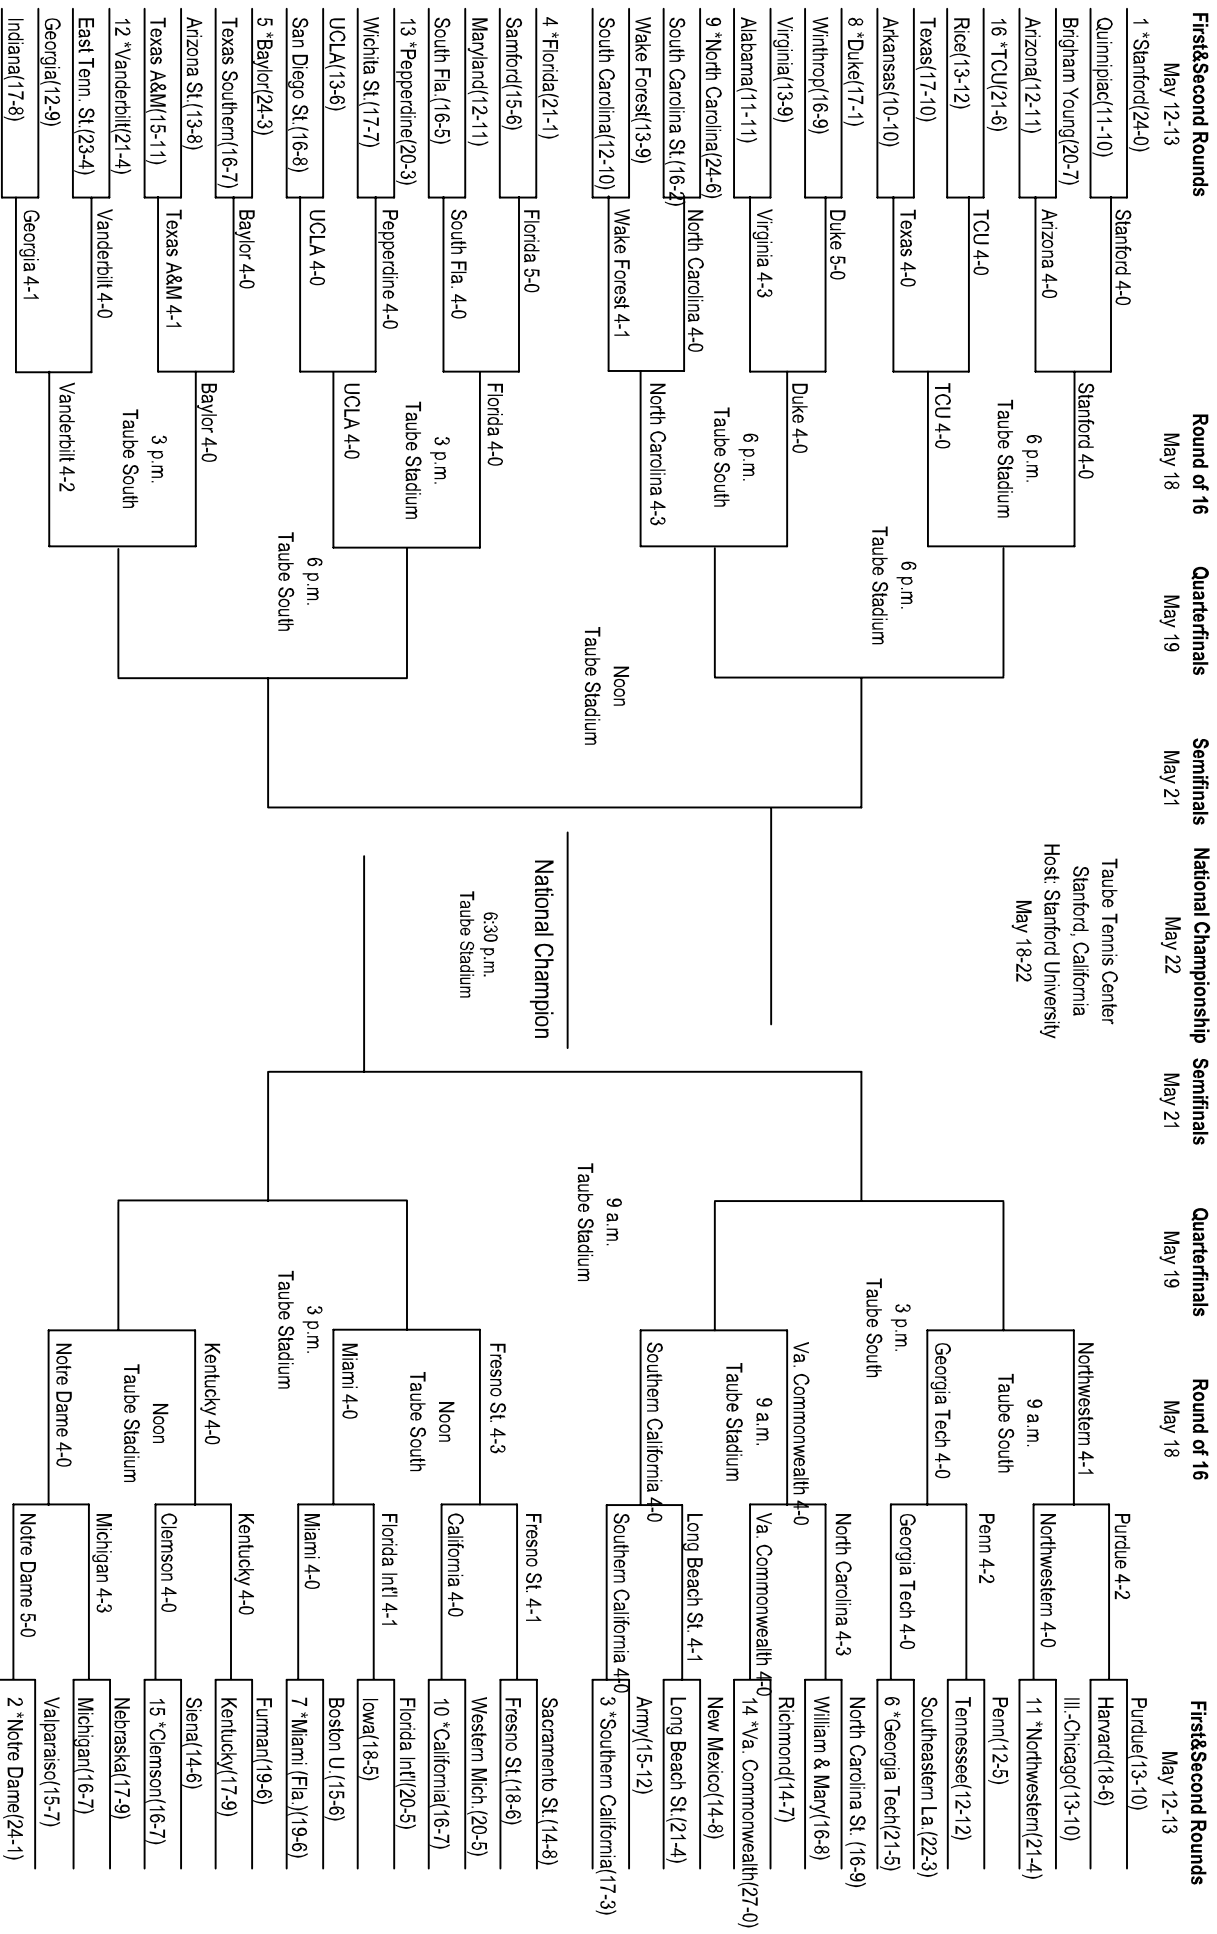 First&Second Rounds
May 12-13
Round of 16
May 18
Quarterfinals
May 19
Semifinals
May 21
National Championship
May 22
Semifinals
May 21
Quarterfinals
May 19
Round of 16
May 18
First&Second Rounds
May 12-13
Taube Tennis Center
Stanford, California
Host: Stanford University
May 18-22
1 *Stanford(24-0)
Quinnipiac(11-10)
Brigham Young(20-7)
Arizona(12-11)
16 *TCU(21-6)
Rice(13-12)
Texas(17-10)
Arkansas(10-10)
8 *Duke(17-1)
Winthrop(16-9)
Virginia(13-9)
Alabama(11-11)
9 *North Carolina(24-6)
South Carolina St.(16-2)
Wake Forest(13-9)
South Carolina(12-10)
4 *Florida(21-1)
Samford(15-6)
Maryland(12-11)
South Fla.(16-5)
13 *Pepperdine(20-3)
Wichita St.(17-7)
UCLA(13-6)
San Diego St.(16-8)
5 *Baylor(24-3)
Texas Southern(16-7)
Arizona St.(13-8)
Texas A&M(15-11)
12 *Vanderbilt(21-4)
East Tenn. St.(23-4)
Georgia(12-9)
Indiana(17-8)
Stanford 4-0
Arizona 4-0
TCU 4-0
Texas 4-0
Duke 5-0
Virginia 4-3
North Carolina 4-0
Wake Forest 4-1
Florida 5-0
South Fla. 4-0
Pepperdine 4-0
UCLA 4-0
Baylor 4-0
Texas A&M 4-1
Vanderbilt 4-0
Georgia 4-1
Stanford 4-0
6 p.m.
Taube Stadium
TCU 4-0
Duke 4-0
6 p.m.
Taube South
North Carolina 4-3
Florida 4-0
3 p.m.
Taube Stadium
UCLA 4-0
Baylor 4-0
3 p.m.
Taube South
Vanderbilt 4-2
6 p.m.
Taube Stadium
6 p.m.
Taube South
Noon
Taube Stadium
National Champion
6:30 p.m.
Taube Stadium
9 a.m.
Taube Stadium
3 p.m.
Taube South
3 p.m.
Taube Stadium
Northwestern 4-1
9 a.m.
Taube South
Georgia Tech 4-0
Va. Commonwealth 4-0
9 a.m.
Taube Stadium
Southern California 4-0
Fresno St. 4-3
Noon
Taube South
Miami 4-0
Kentucky 4-0
Noon
Taube Stadium
Notre Dame 4-0
Purdue 4-2
Northwestern 4-0
Penn 4-2
Georgia Tech 4-0
North Carolina 4-3
Va. Commonwealth 4-0
Long Beach St. 4-1
Southern California 4-0
Fresno St. 4-1
California 4-0
Florida Int'l 4-1
Miami 4-0
Kentucky 4-0
Clemson 4-0
Michigan 4-3
Notre Dame 5-0
Purdue(13-10)
Harvard(18-6)
Ill.-Chicago(13-10)
11 *Northwestern(21-4)
Penn(12-5)
Tennessee(12-12)
Southeastern La.(22-3)
6 *Georgia Tech(21-5)
North Carolina St. (16-9)
William & Mary(16-8)
Richmond(14-7)
14 *Va. Commonwealth(27-0)
New Mexico(14-8)
Long Beach St.(21-4)
Army(15-12)
3 *Southern California(17-3)
Sacramento St.(14-8)
Fresno St.(18-6)
Western Mich.(20-5)
10 *California(16-7)
Florida Int'l(20-5)
Iowa(18-5)
Boston U.(15-6)
7 *Miami (Fla.)(19-6)
Furman(19-6)
Kentucky(17-9)
Siena(14-6)
15 *Clemson(16-7)
Nebraska(17-9)
Michigan(16-7)
Valparaiso(15-7)
2 *Notre Dame(24-1)